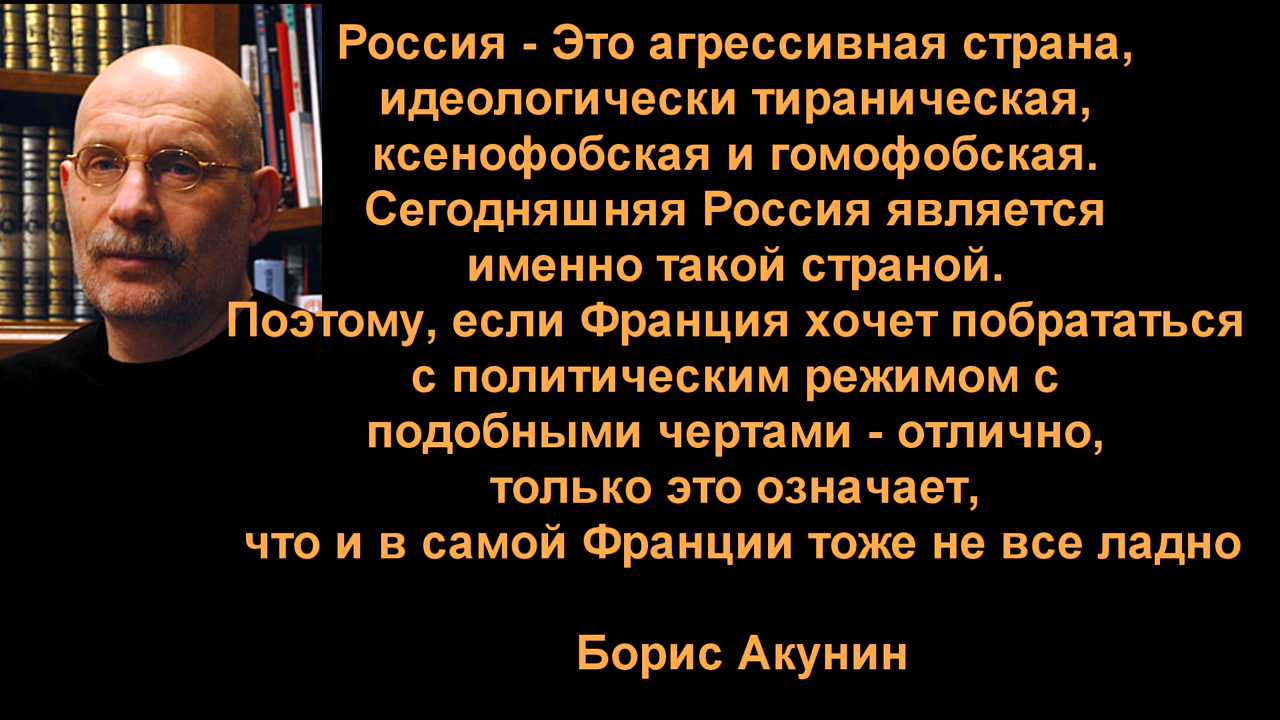 Россия - Это агрессивная страна,
идеологически тираническая,
ксенофобская и гомофобская.
Сегодняшняя Россия является
именно такой страной.
Поэтому, если Франция хочет побрататься
с политическим режимом с
подобными чертами - отлично,
только это означает,
что и в самой Франции тоже не все ладно
Борис Акунин